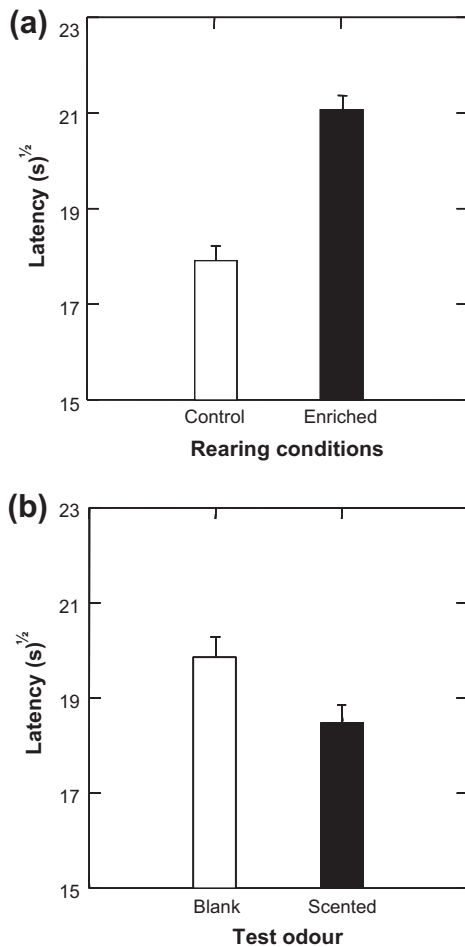 (a)
23
21
19
17
15
Latency (s)½
Control Enriched
Rearing conditions
(b)
23
21
19
17
15
Latency (s)½
Blank Scented
Test odour